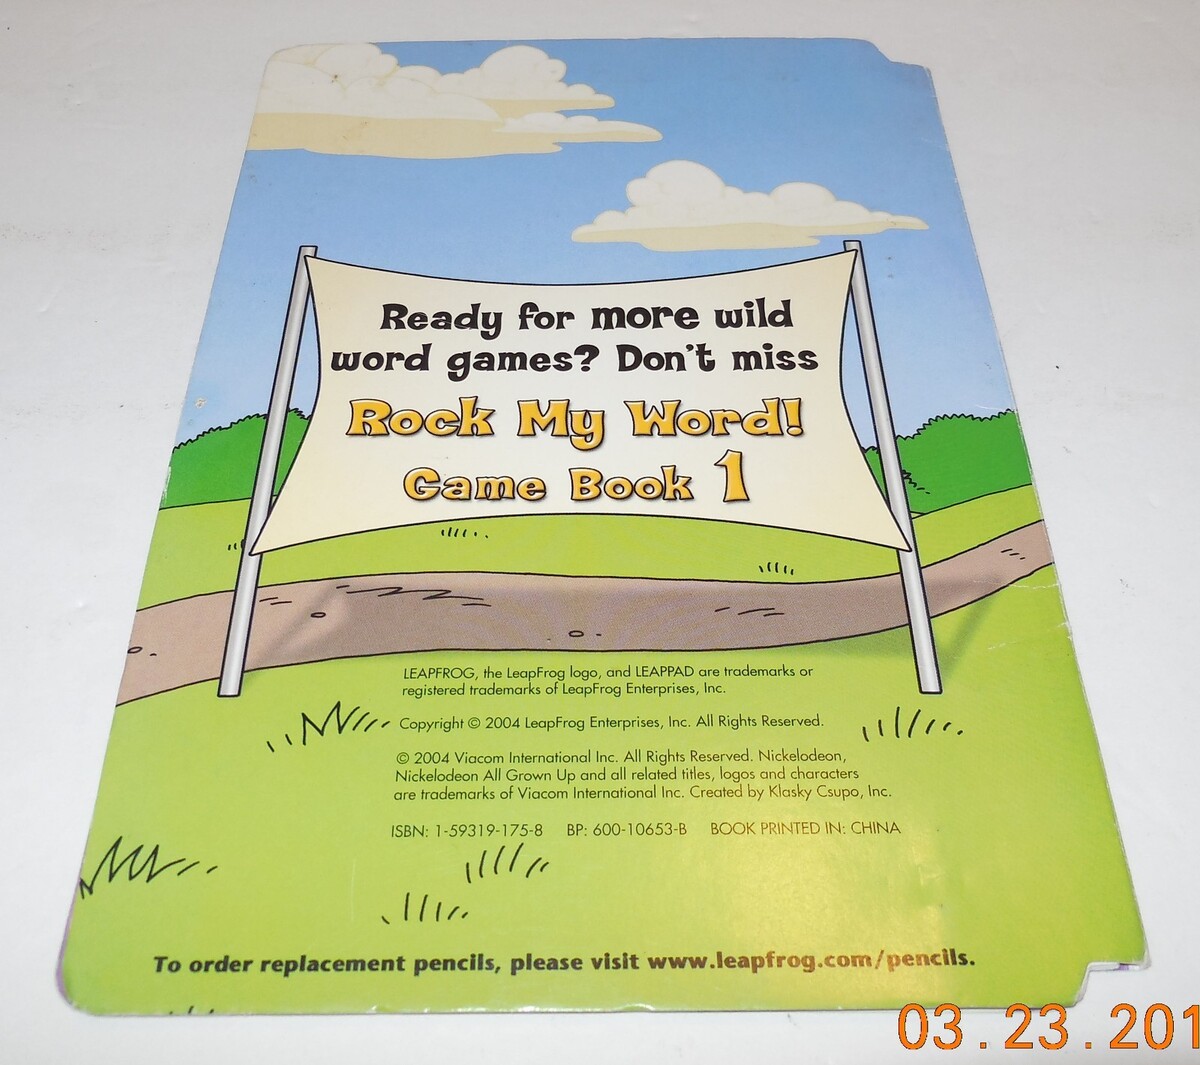 Ready for more wild
word games? Don't miss
Rock My Word!
Game Book 1
LEAPFROG, the LeapFrog logo, and LEAPPAD are trademarks or
registered trademarks of LeapFrog Enterprises, Inc.
Copyright © 2004 LeapFrog Enterprises, Inc. All Rights Reserved.
© 2004 Viacom International Inc. All Rights Reserved. Nickelodeon,
Nickelodeon All Grown Up and all related titles, logos and characters
are trademarks of Viacom International Inc. Created by Klasky Csupo, Inc.
ISBN: 1-59319-175-8 BP: 600-10653-B BOOK PRINTED IN: CHINA
To order replacement pencils, please visit www.leapfrog.com/pencils.
03.23.201